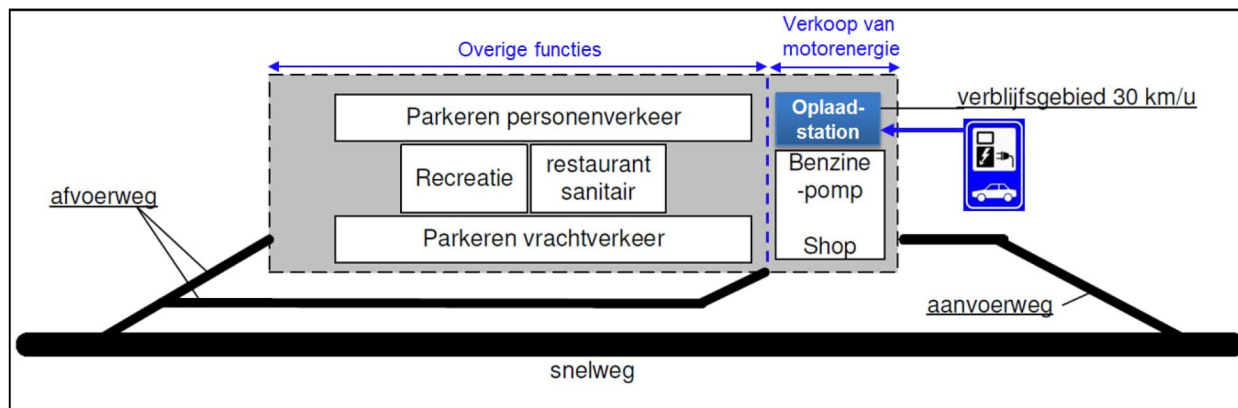 Verkoop van
motorenergie
Overige functies
Parkeren personenverkeer
Oplaad-
station
verblijfsgebied 30 km/u
Recreatie
restaurant
sanitair
Benzine
-pomp
Shop
afvoerweg
Parkeren vrachtverkeer
aanvoerweg
snelweg